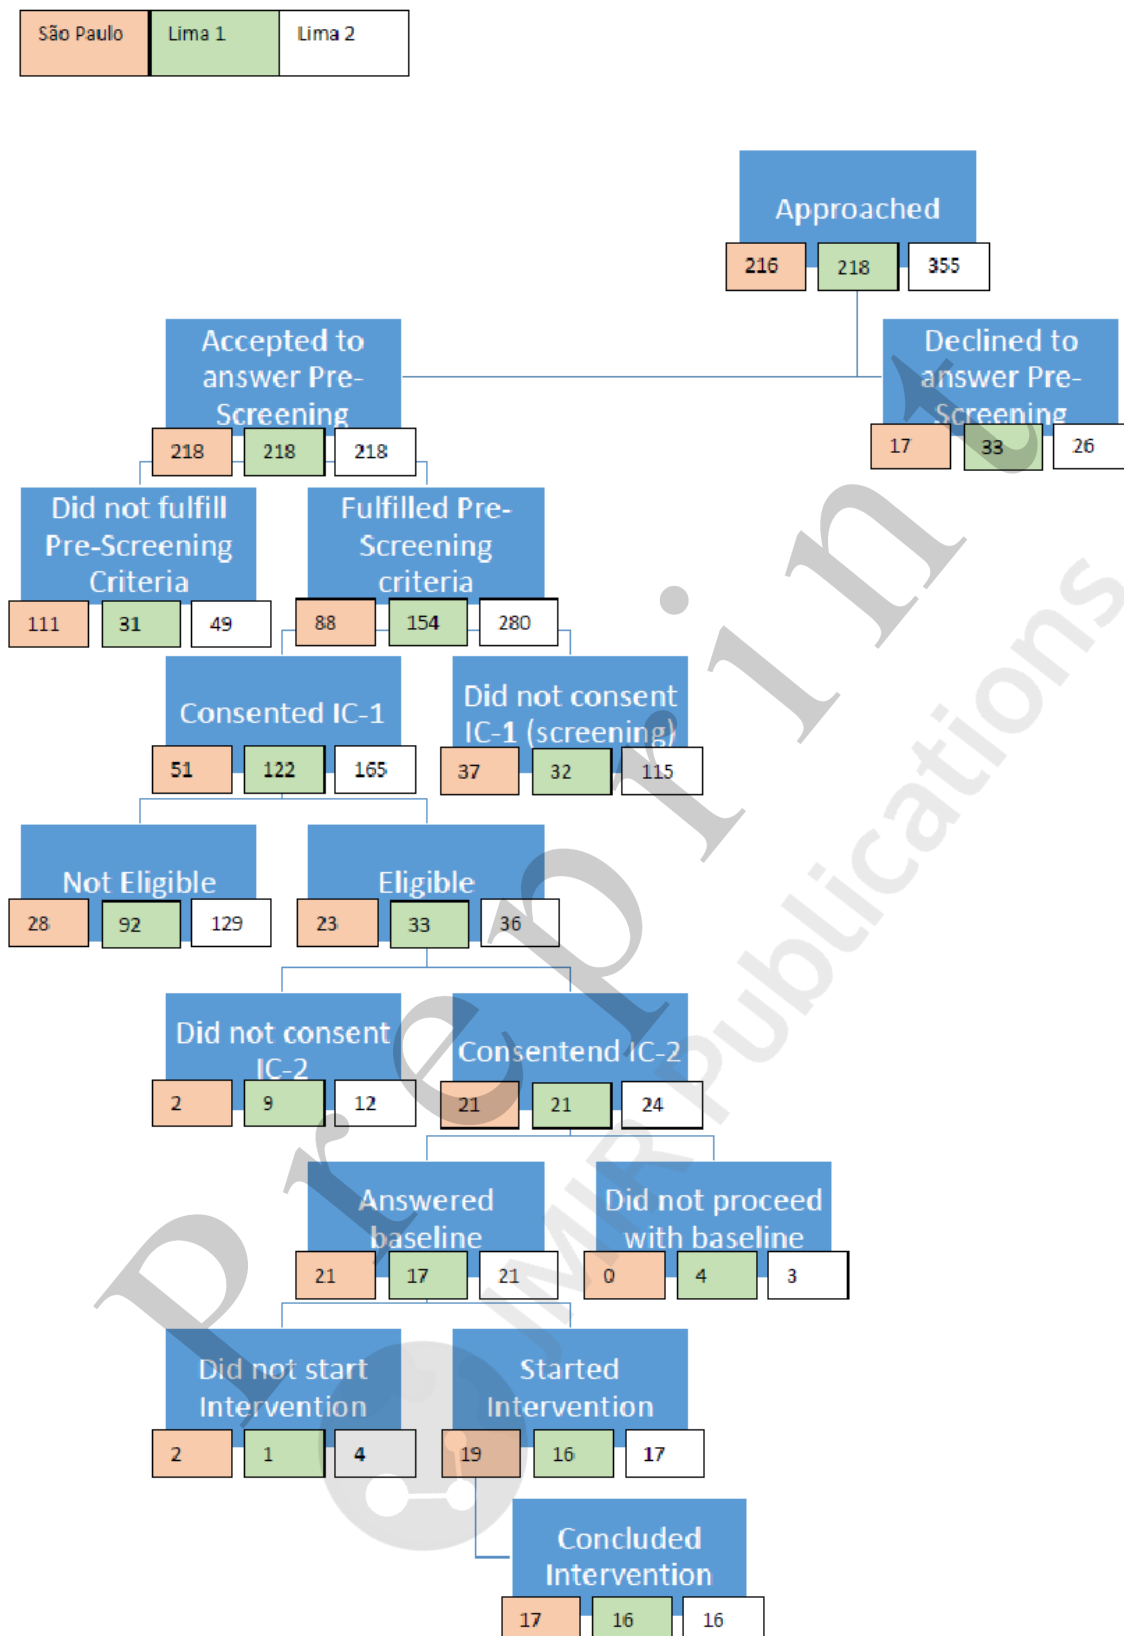 São Paulo Lima 1 Lima 2
Approached
216 218 355
Accepted to
answer Pre-
Screening
218 218 218
Declined to
answer Pre-
Screening
17 33 26
Did not fulfill
Pre-Screening
Criteria
111 31 49
Fulfilled Pre-
Screening
criteria
88 154 280
Consented IC-1
51 122 165
Did not consent
IC-1 (screening)
37 32 115
Not Eligible
28 92 129
Eligible
23 33 36
Did not consent
IC-2
2 9 12
Consentend IC-2
21 21 24
Answered
baseline
21 17 21
Did not proceed
with baseline
0 4 3
Did not start
Intervention
2 1 4
Started
Intervention
19 16 17
Concluded
Intervention
17 16 16
Preprint
JMIR Publications